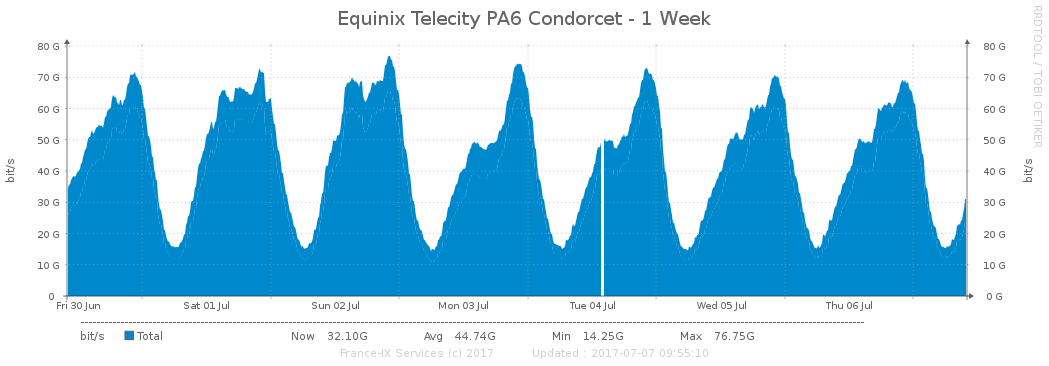 Equinix Telecity PA6 Condorcet - 1 Week
RRDTOOL / TOBI OETIKER
bit/s
80 G
70 G
60 G
50 G
40 G
30 G
20 G
10 G
0
80 G
70 G
60 G
50 G
40 G
30 G
20 G
10 G
0 G
bit/s
Fri 30 Jun Sat 01 Jul Sun 02 Jul Mon 03 Jul Tue 04 Jul Wed 05 Jul Thu 06 Jul
bit/s Total Now 32.10G Avg 44.74G Min 14.25G Max 76.75G
France-IX Services (c) 2017 Updated : 2017-07-07 09:55:10